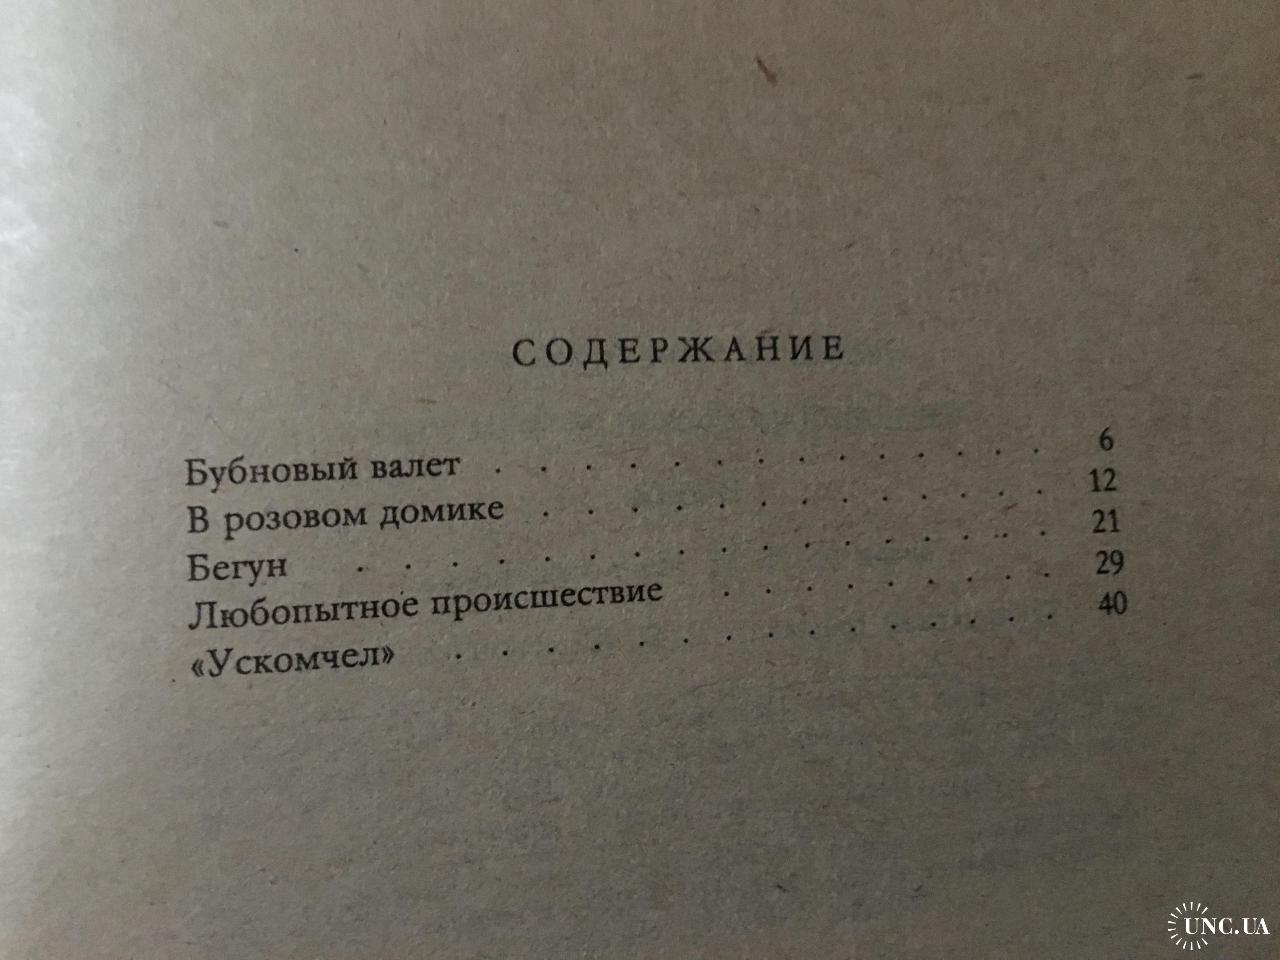 СОДЕРЖАНИЕ
Бубновый валет . . . . . . . . . . . . . 6
В розовом домике . . . . . . . . . . . . 12
Бегун . . . . . . . . . . . . . . . . 21
Любопытное происшествие . . . . . . . . 29
«Ускомчел» . . . . . . . . . . . . . . 40
UNC.UA